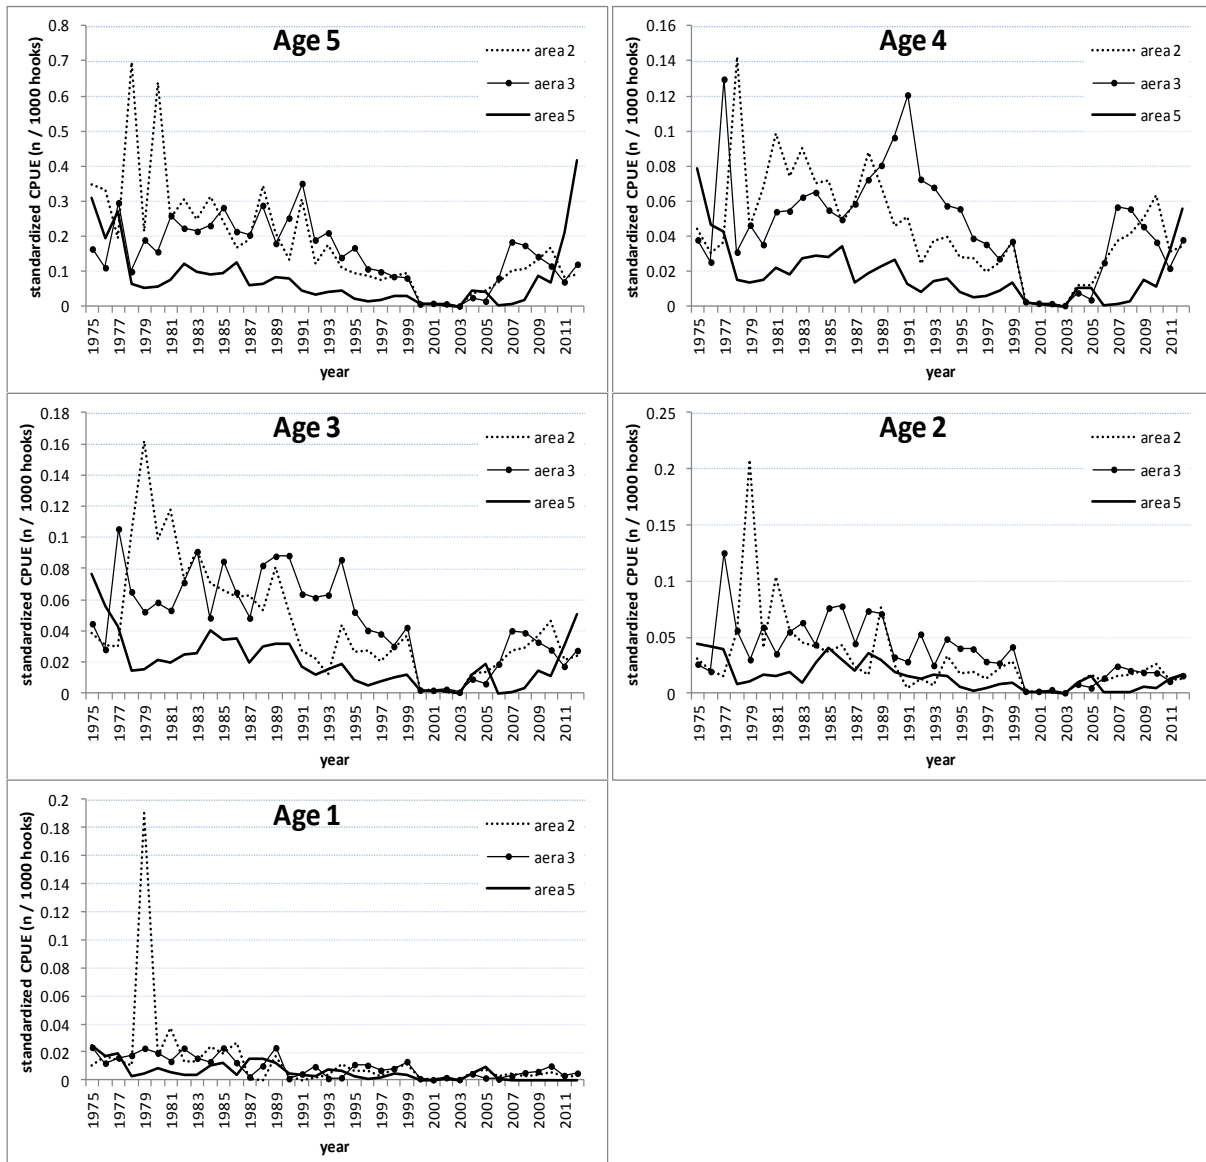 Age 5
standardized CPUE (n / 1000 hooks)
0.8
0.7
0.6
0.5
0.4
0.3
0.2
0.1
0
area 2
aera 3
area 5
1975 1977 1979 1981 1983 1985 1987 1989 1991 1993 1995 1997 1999 2001 2003 2005 2007 2009 2011
year
Age 4
standardized CPUE (n / 1000 hooks)
0.16
0.14
0.12
0.10
0.08
0.06
0.04
0.02
0
area 2
aera 3
area 5
1975 1977 1979 1981 1983 1985 1987 1989 1991 1993 1995 1997 1999 2001 2003 2005 2007 2009 2011
year
Age 3
standardized CPUE (n / 1000 hooks)
0.18
0.16
0.14
0.12
0.1
0.08
0.06
0.04
0.02
0
area 2
aera 3
area 5
1975 1977 1979 1981 1983 1985 1987 1989 1991 1993 1995 1997 1999 2001 2003 2005 2007 2009 2011
year
Age 2
standardized CPUE (n / 1000 hooks)
0.25
0.2
0.15
0.1
0.05
0
area 2
aera 3
area 5
1975 1977 1979 1981 1983 1985 1987 1989 1991 1993 1995 1997 1999 2001 2003 2005 2007 2009 2011
year
Age 1
standardized CPUE (n / 1000 hooks)
0.2
0.18
0.16
0.14
0.12
0.1
0.08
0.06
0.04
0.02
0
area 2
aera 3
area 5
1975 1977 1979 1981 1983 1985 1987 1989 1991 1993 1995 1997 1999 2001 2003 2005 2007 2009 2011
year